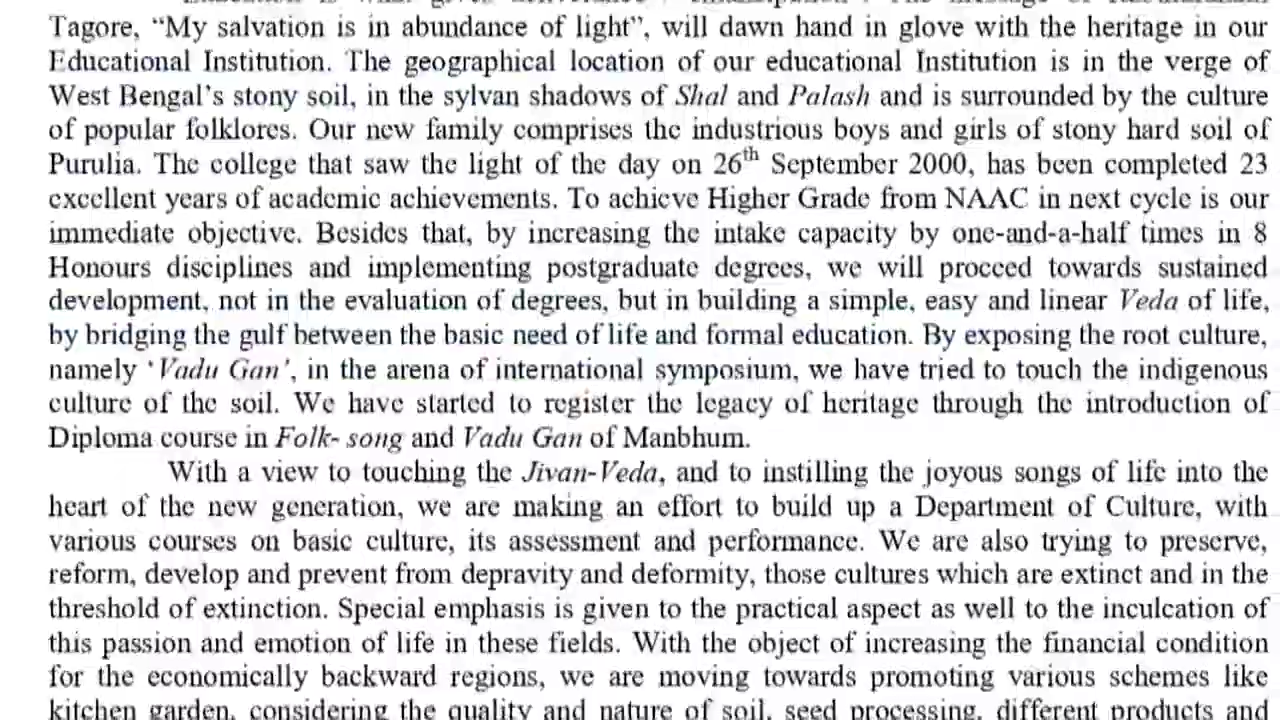 Tagore, “My salvation is in abundance of light”, will dawn hand in glove with the heritage in our
Educational Institution. The geographical location of our educational Institution is in the verge of
West Bengal’s stony soil, in the sylvan shadows of Shal and Palash and is surrounded by the culture
of popular folklores. Our new family comprises the industrious boys and girls of stony hard soil of
Purulia. The college that saw the light of the day on 26th September 2000, has been completed 23
excellent years of academic achievements. To achieve Higher Grade from NAAC in next cycle is our
immediate objective. Besides that, by increasing the intake capacity by one-and-a-half times in 8
Honours disciplines and implementing postgraduate degrees, we will proceed towards sustained
development, not in the evaluation of degrees, but in building a simple, easy and linear Veda of life,
by bridging the gulf between the basic need of life and formal education. By exposing the root culture,
namely ‘Vadu Gan’, in the arena of international symposium, we have tried to touch the indigenous
culture of the soil. We have started to register the legacy of heritage through the introduction of
Diploma course in Folk- song and Vadu Gan of Manbhum.
With a view to touching the Jivan-Veda, and to instilling the joyous songs of life into the
heart of the new generation, we are making an effort to build up a Department of Culture, with
various courses on basic culture, its assessment and performance. We are also trying to preserve,
reform, develop and prevent from depravity and deformity, those cultures which are extinct and in the
threshold of extinction. Special emphasis is given to the practical aspect as well to the inculcation of
this passion and emotion of life in these fields. With the object of increasing the financial condition
for the economically backward regions, we are moving towards promoting various schemes like
kitchen garden, considering the quality and nature of soil, seed processing, different products and